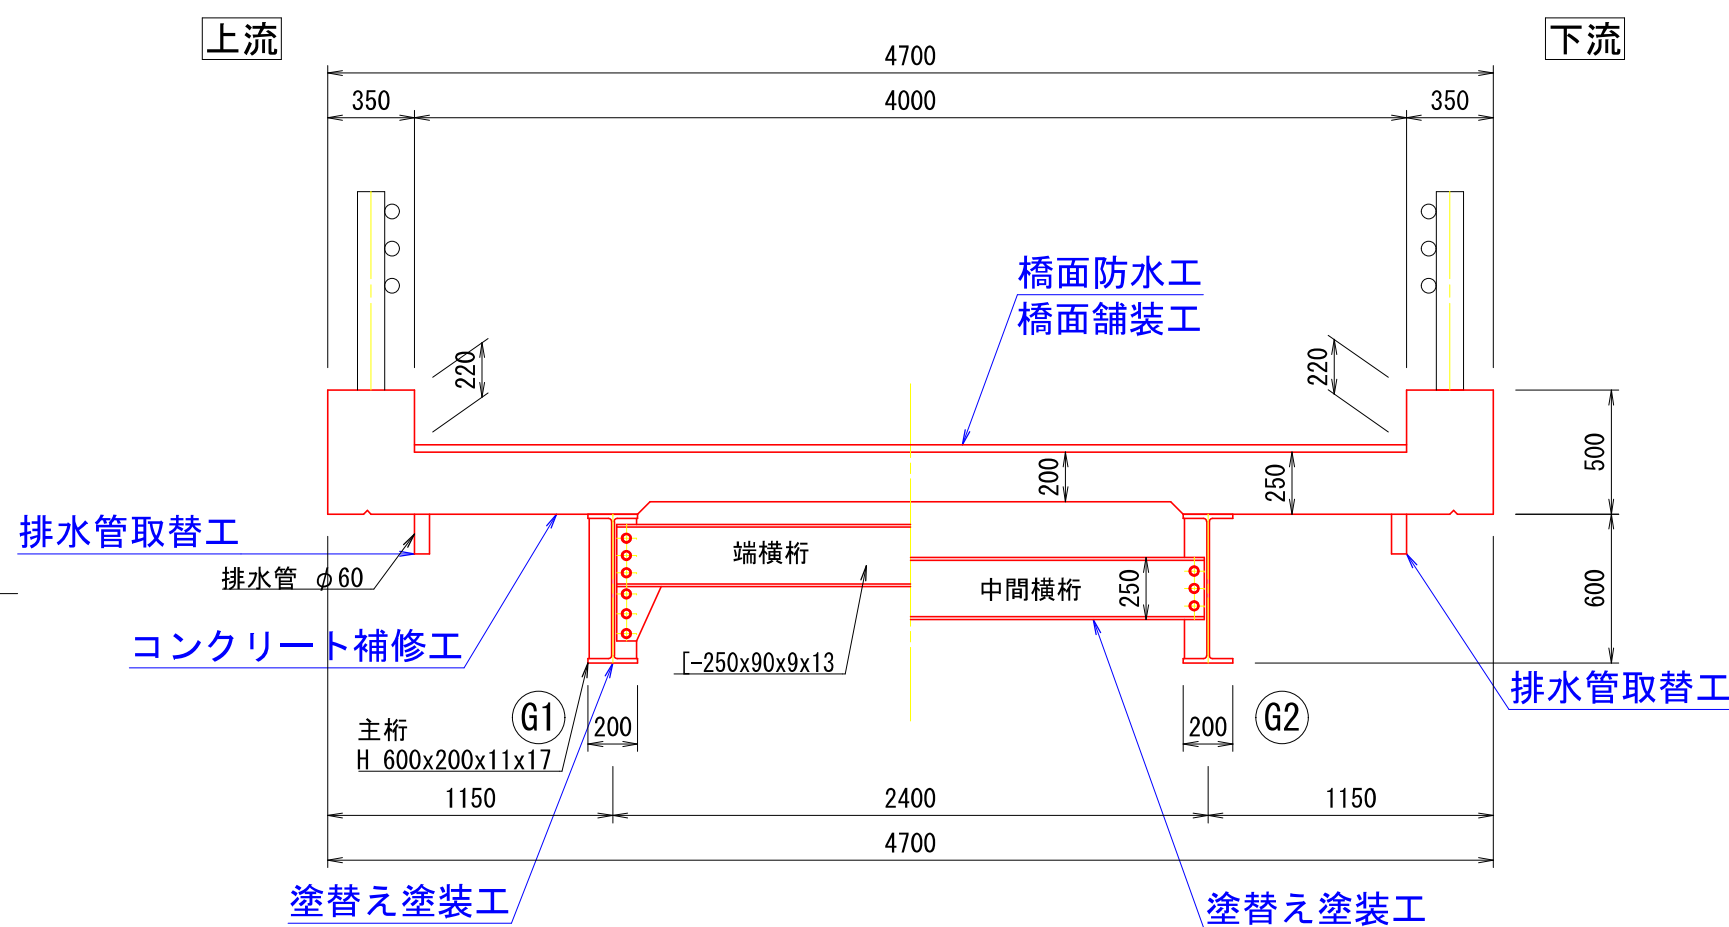 上流
下流
4700
350
4000
350
橋面防水工
橋面舗装工
220
220
200
250
500
排水管取替工
排水管 φ60
端横桁
中間横桁
250
600
コンクリート補修工
[-250x90x9x13
排水管取替工
主桁
H 600x200x11x17
G1
200
200
G2
1150
2400
1150
4700
塗替え塗装工
塗替え塗装工